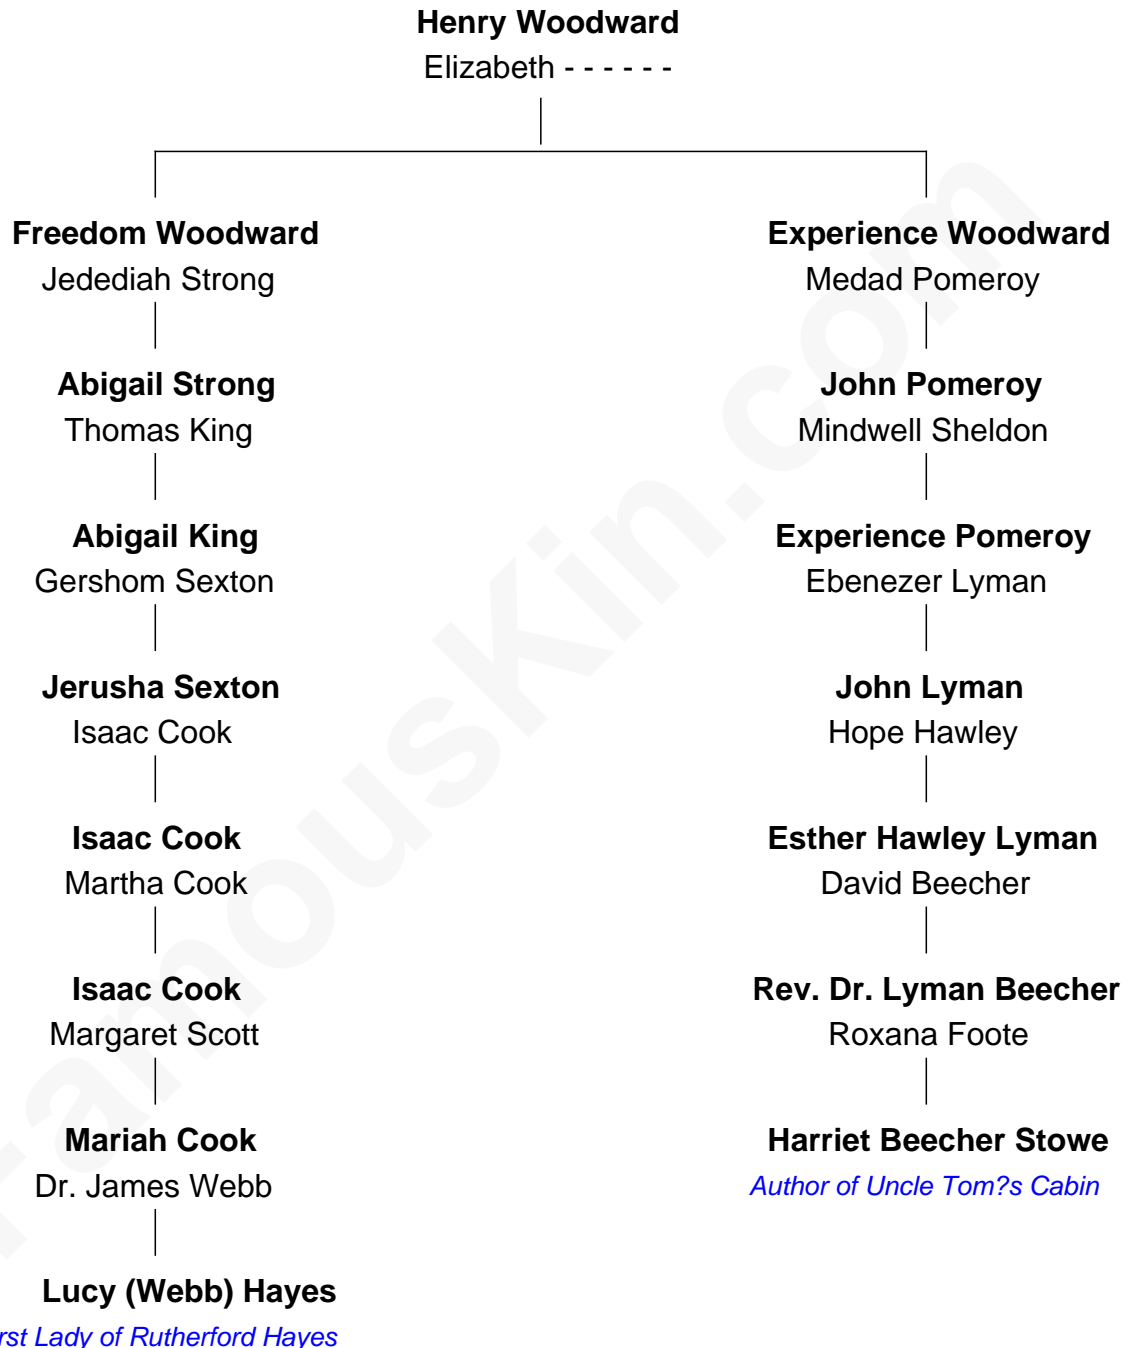 Henry Woodward
Elizabeth - - - - - -
Freedom Woodward
Jedediah Strong
Abigail Strong
Thomas King
Abigail King
Gershom Sexton
Jerusha Sexton
Isaac Cook
Isaac Cook
Martha Cook
Isaac Cook
Margaret Scott
Mariah Cook
Dr. James Webb
Lucy (Webb) Hayes
rst Lady of Rutherford Hayes
Experience Woodward
Medad Pomeroy
John Pomeroy
Mindwell Sheldon
Experience Pomeroy
Ebenezer Lyman
John Lyman
Hope Hawley
Esther Hawley Lyman
David Beecher
Rev. Dr. Lyman Beecher
Roxana Foote
Harriet Beecher Stowe
Author of Uncle Tom?s Cabin
FamousKin.com